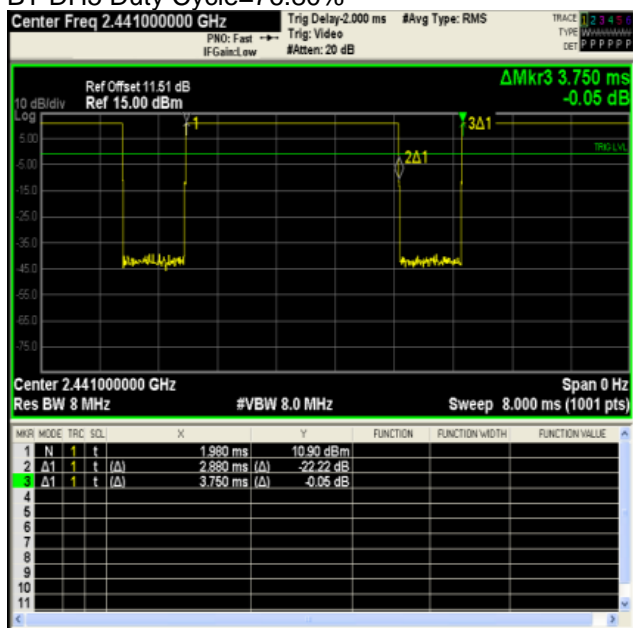 BT DH5 Duty Cycle=76.80%
Center Freq 2.441000000 GHz
PNO: Fast
IFGain:Low
Trig Delay-2.000 ms
Trig: Video
#Atten: 20 dB
#Avg Type: RMS
TRACE 1 2 3 4 5 6
TYPE W
DET P P P P P P
10 dB/div
Ref Offset 11.51 dB
Ref 15.00 dBm
ΔMkr3 3.750 ms
-0.05 dB
Log
5.00
-5.00
-15.0
-25.0
-35.0
-45.0
-55.0
-65.0
-75.0
1
2Δ1
3Δ1
TRIG LVL
Center 2.441000000 GHz
Res BW 8 MHz
#VBW 8.0 MHz
Span 0 Hz
Sweep 8.000 ms (1001 pts)
MKR MODE TRC SCL X Y FUNCTION FUNCTION WIDTH FUNCTION VALUE
1 N 1 t 1.980 ms 10.90 dBm
2 Δ1 1 t (Δ) 2.880 ms (Δ) -22.22 dB
3 Δ1 1 t (Δ) 3.750 ms (Δ) -0.05 dB
4
5
6
7
8
9
10
11